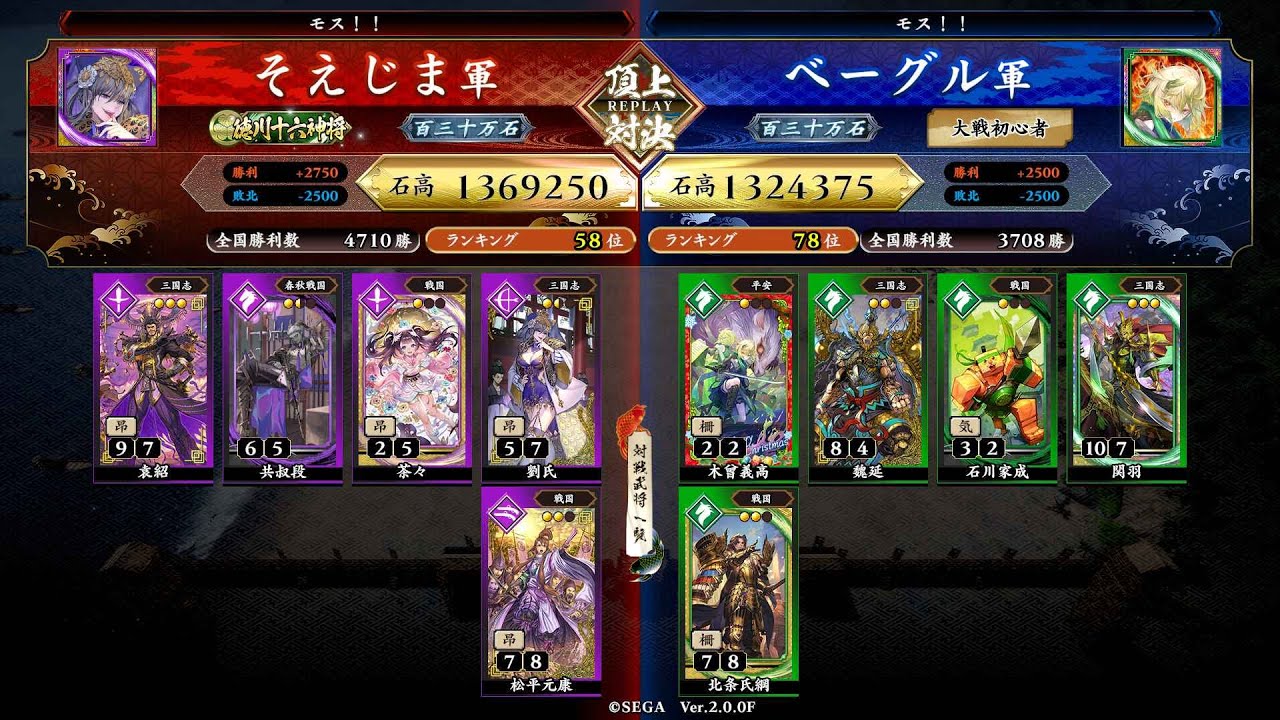 モス！！
モス！！
そえじま軍
頂上
REPLAY
対決
ベーグル軍
徳川十六神将
百三十万石
百三十万石
大戦初心者
勝利 +2750
敗北 -2500
石高 1369250
石高 1324375
勝利 +2500
敗北 -2500
全国勝利数 4710勝
ランキング 58位
ランキング 78位
全国勝利数 3708勝
三国志
昂
9 7
袁紹
春秋戦国
6 5
共叔段
戦国
昂
2 5
茶々
三国志
昂
5 7
劉氏
戦国
昂
7 8
松平元康
対戦武将一覧
平安
柵
2 2
木曾義高
三国志
8 4
魏延
戦国
気
3 2
石川家成
三国志
10 7
関羽
戦国
柵
7 8
北条氏綱
©SEGA Ver.2.0.0F